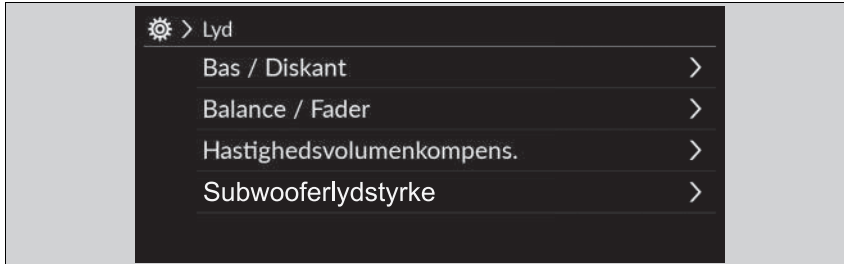 > Lyd
Bas / Diskant
Balance / Fader
Hastighedsvolumenkompens.
Subwooferlydstyrke